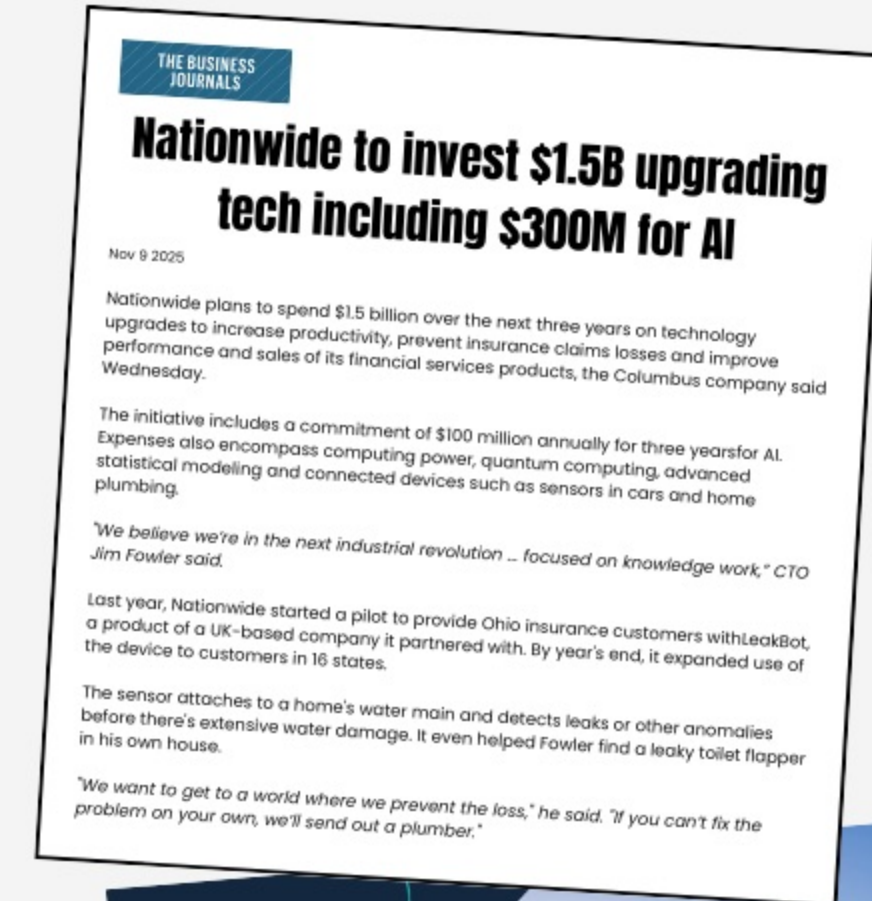 THE BUSINESS
JOURNALS
Nationwide to invest $1.5B upgrading
tech including $300M for AI
Nov 9 2025
Nationwide plans to spend $1.5 billion over the next three years on technology
upgrades to increase productivity, prevent insurance claims losses and improve
performance and sales of its financial services products, the Columbus company said
Wednesday.
The initiative includes a commitment of $100 million annually for three yearsfor AI.
Expenses also encompass computing power, quantum computing, advanced
statistical modeling and connected devices such as sensors in cars and home
plumbing.
"We believe we're in the next industrial revolution ... focused on knowledge work," CTO
Jim Fowler said.
Last year, Nationwide started a pilot to provide Ohio insurance customers withLeakBot,
a product of a UK-based company it partnered with. By year's end, it expanded use of
the device to customers in 16 states.
The sensor attaches to a home's water main and detects leaks or other anomalies
before there's extensive water damage. It even helped Fowler find a leaky toilet flapper
in his own house.
"We want to get to a world where we prevent the loss," he said. "If you can't fix the
problem on your own, we'll send out a plumber."